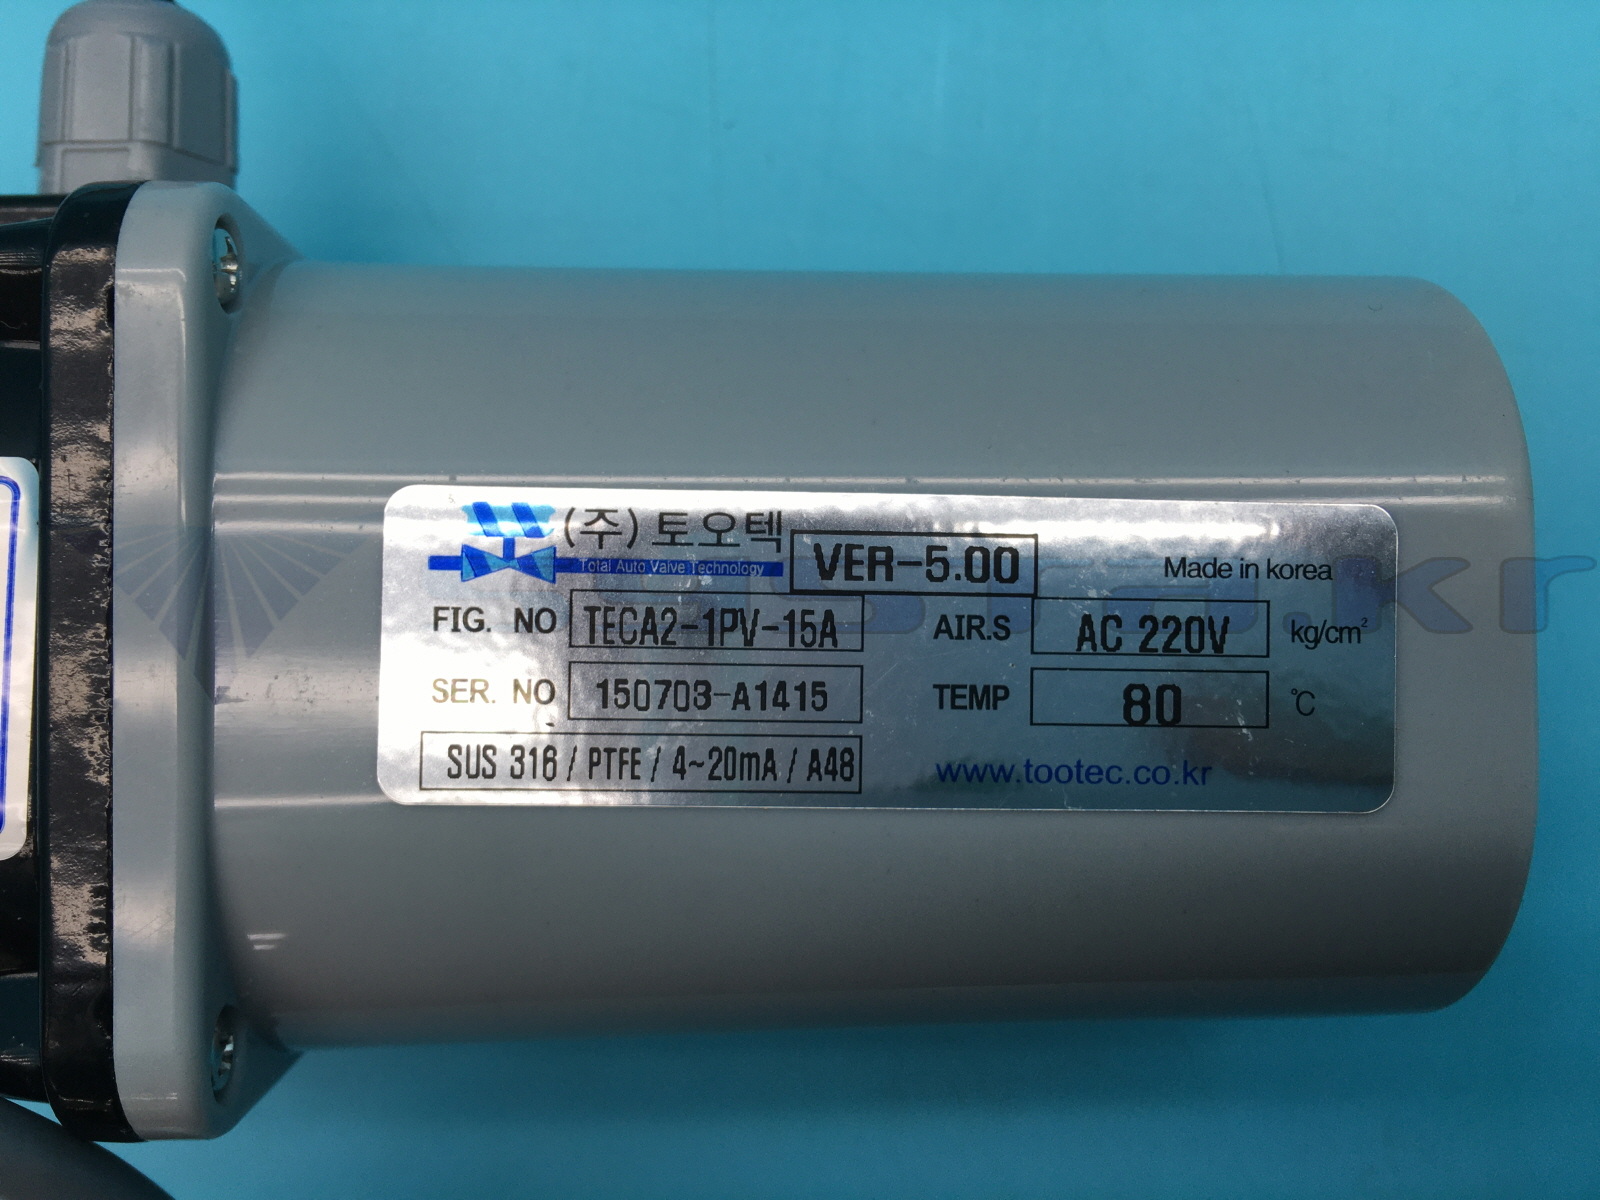 (주)토오텍
Total Auto Valve Technology
VER-5.00
Made in korea
FIG. NO TECA2-1PV-15A AIR.S AC 220V kg/cm²
SER. NO 150703-A1415 TEMP 80 ℃
SUS 316 / PTFE / 4~20mA / A48
www.tootec.co.kr